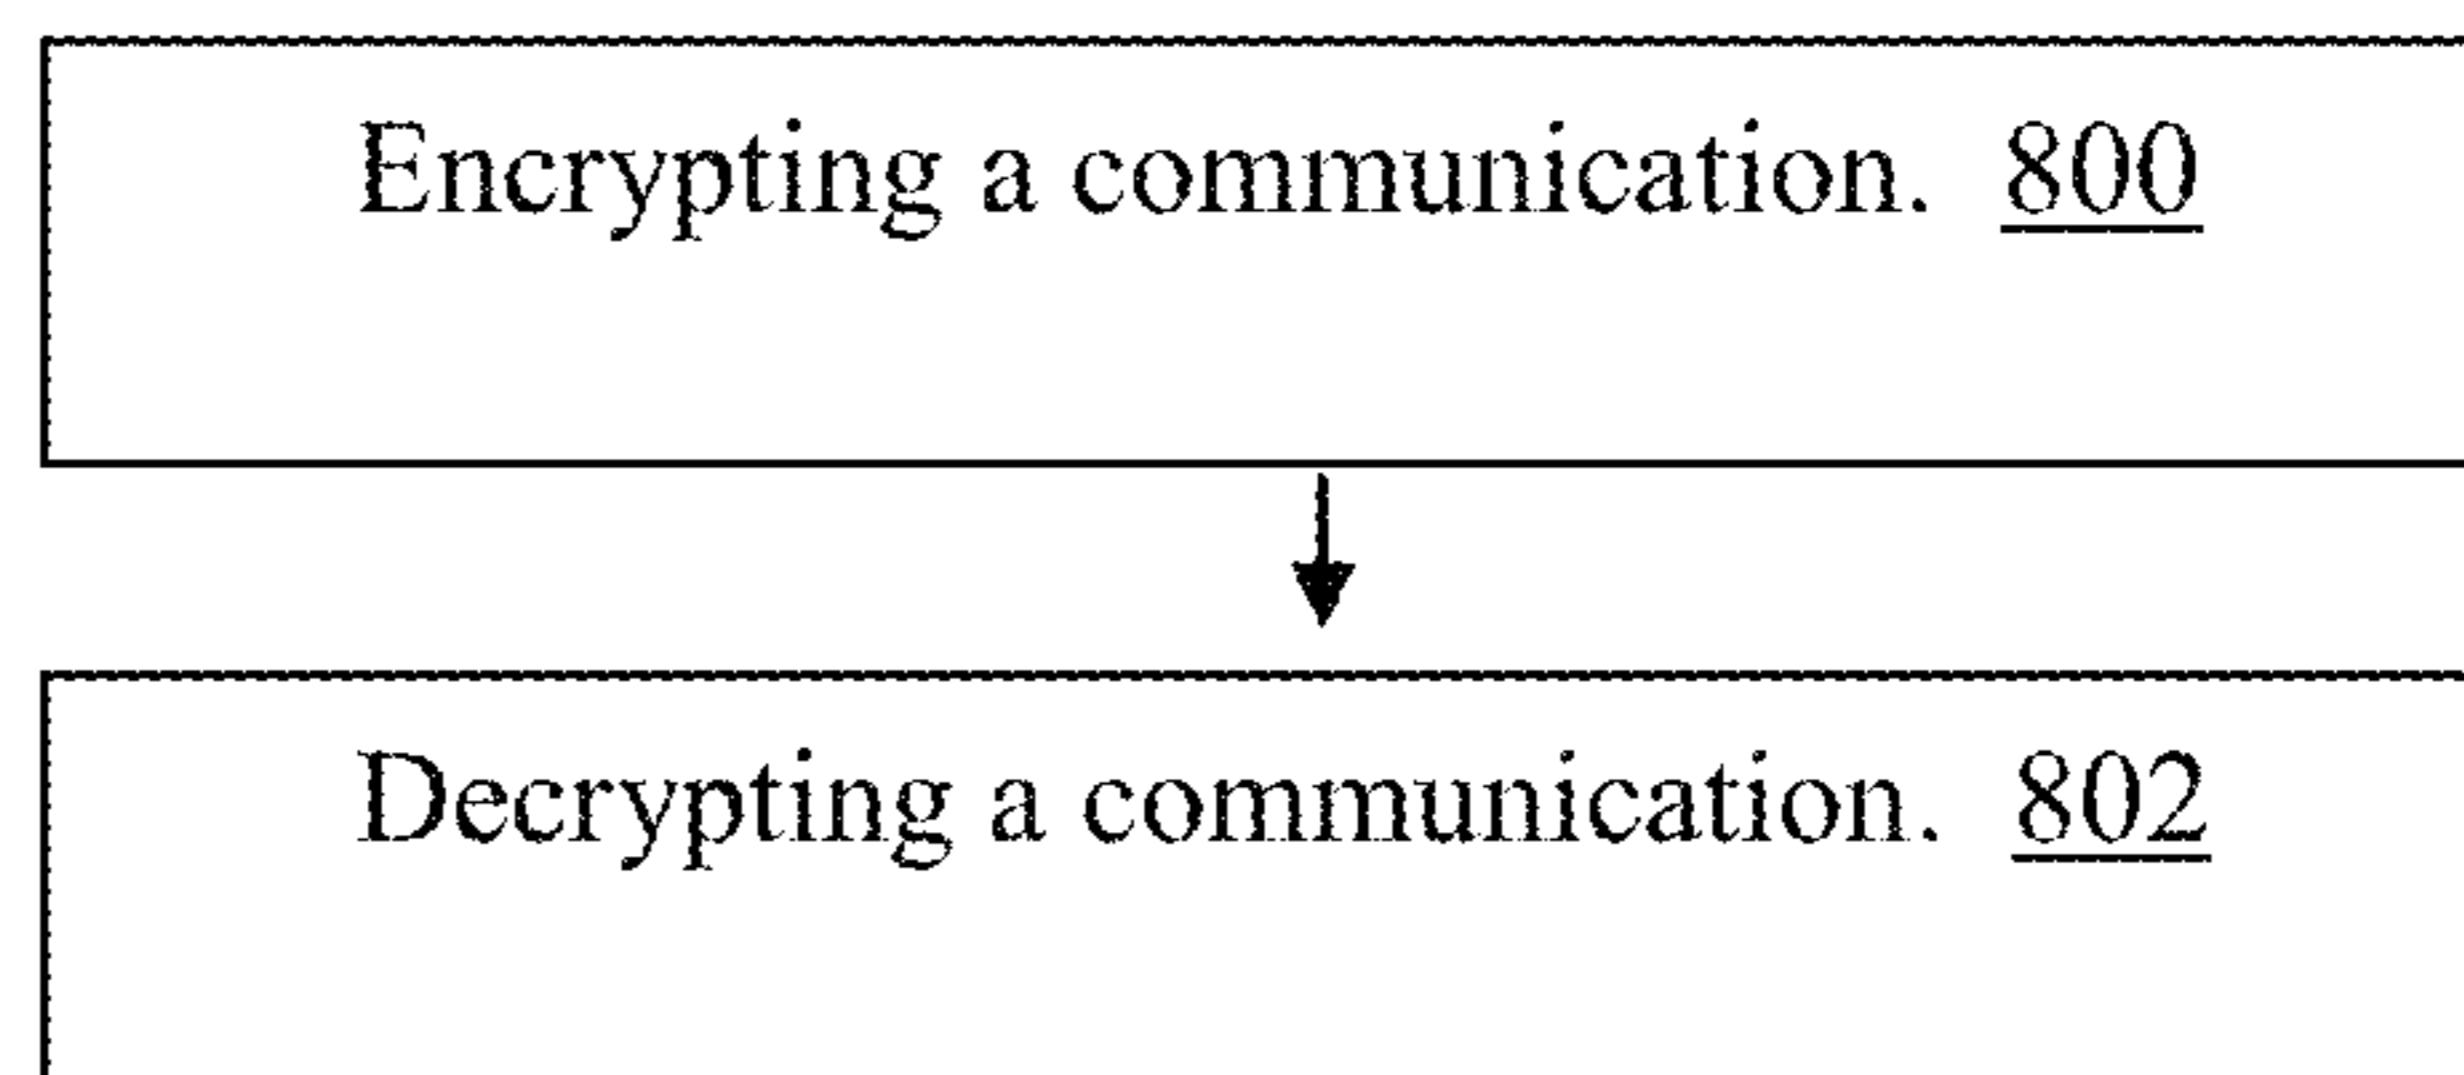 Encrypting a communication. 800
Decrypting a communication. 802